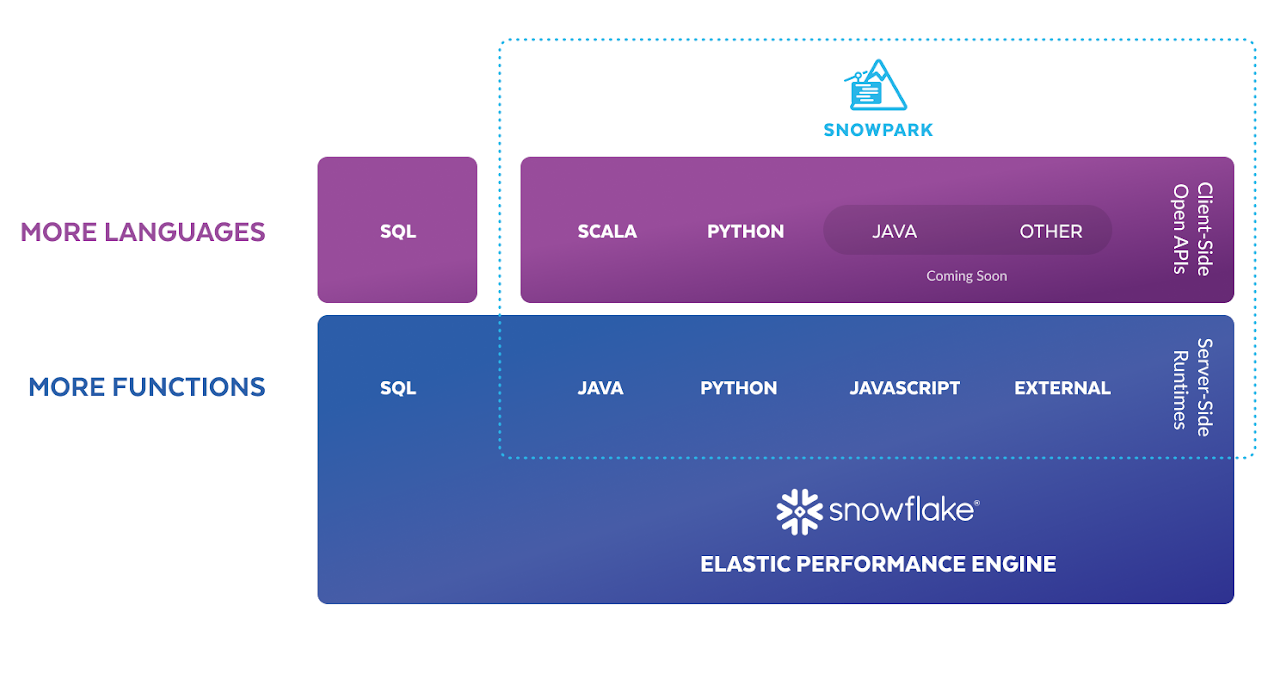 SNOWPARK
MORE LANGUAGES
SQL
SCALA
PYTHON
JAVA
OTHER
Coming Soon
Client-Side
Open APIs
MORE FUNCTIONS
SQL
JAVA
PYTHON
JAVASCRIPT
EXTERNAL
Server-Side
Runtimes
snowflake®
ELASTIC PERFORMANCE ENGINE